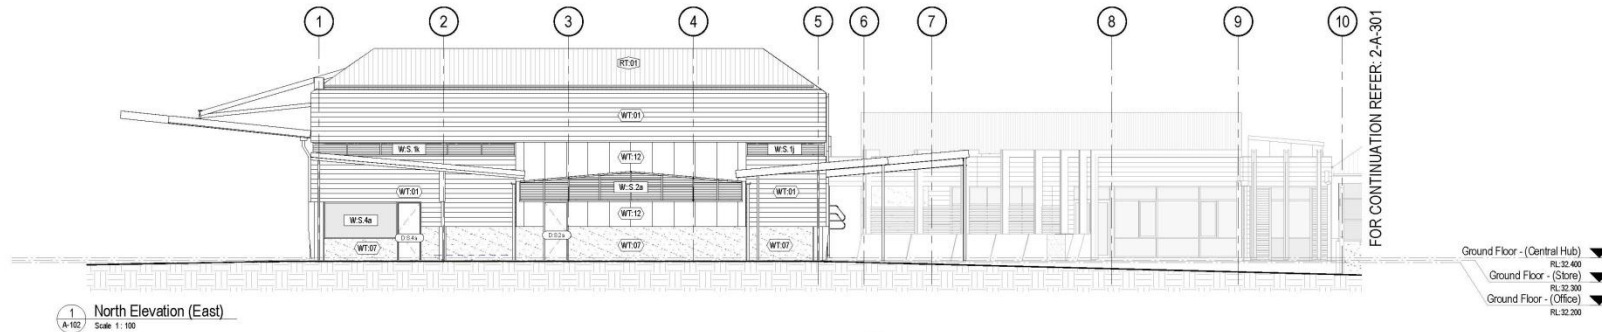 1 2 3 4 5 6 7 8 9 10
RT:01
WT:01
W:S.1k W:S.1j
WT:12
W:S.2a
WT:01 WT:01
W:S.4a WT:12
D:S4a D:S2a
WT:07 WT:07 WT:07
FOR CONTINUATION REFER: 2-A-301
Ground Floor - (Central Hub)
RL:32.400
Ground Floor - (Store)
RL:32.300
Ground Floor - (Office)
RL:32.200
1 North Elevation (East)
A-102 Scale 1 : 100